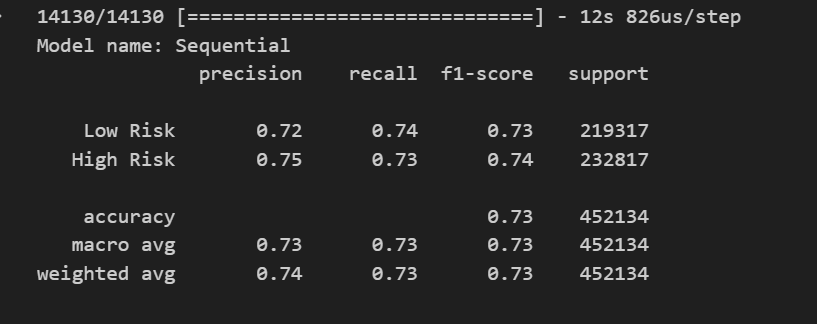 14130/14130 [==============================] - 12s 826us/step
Model name: Sequential
precision recall f1-score support
Low Risk 0.72 0.74 0.73 219317
High Risk 0.75 0.73 0.74 232817
accuracy 0.73 452134
macro avg 0.73 0.73 0.73 452134
weighted avg 0.74 0.73 0.73 452134